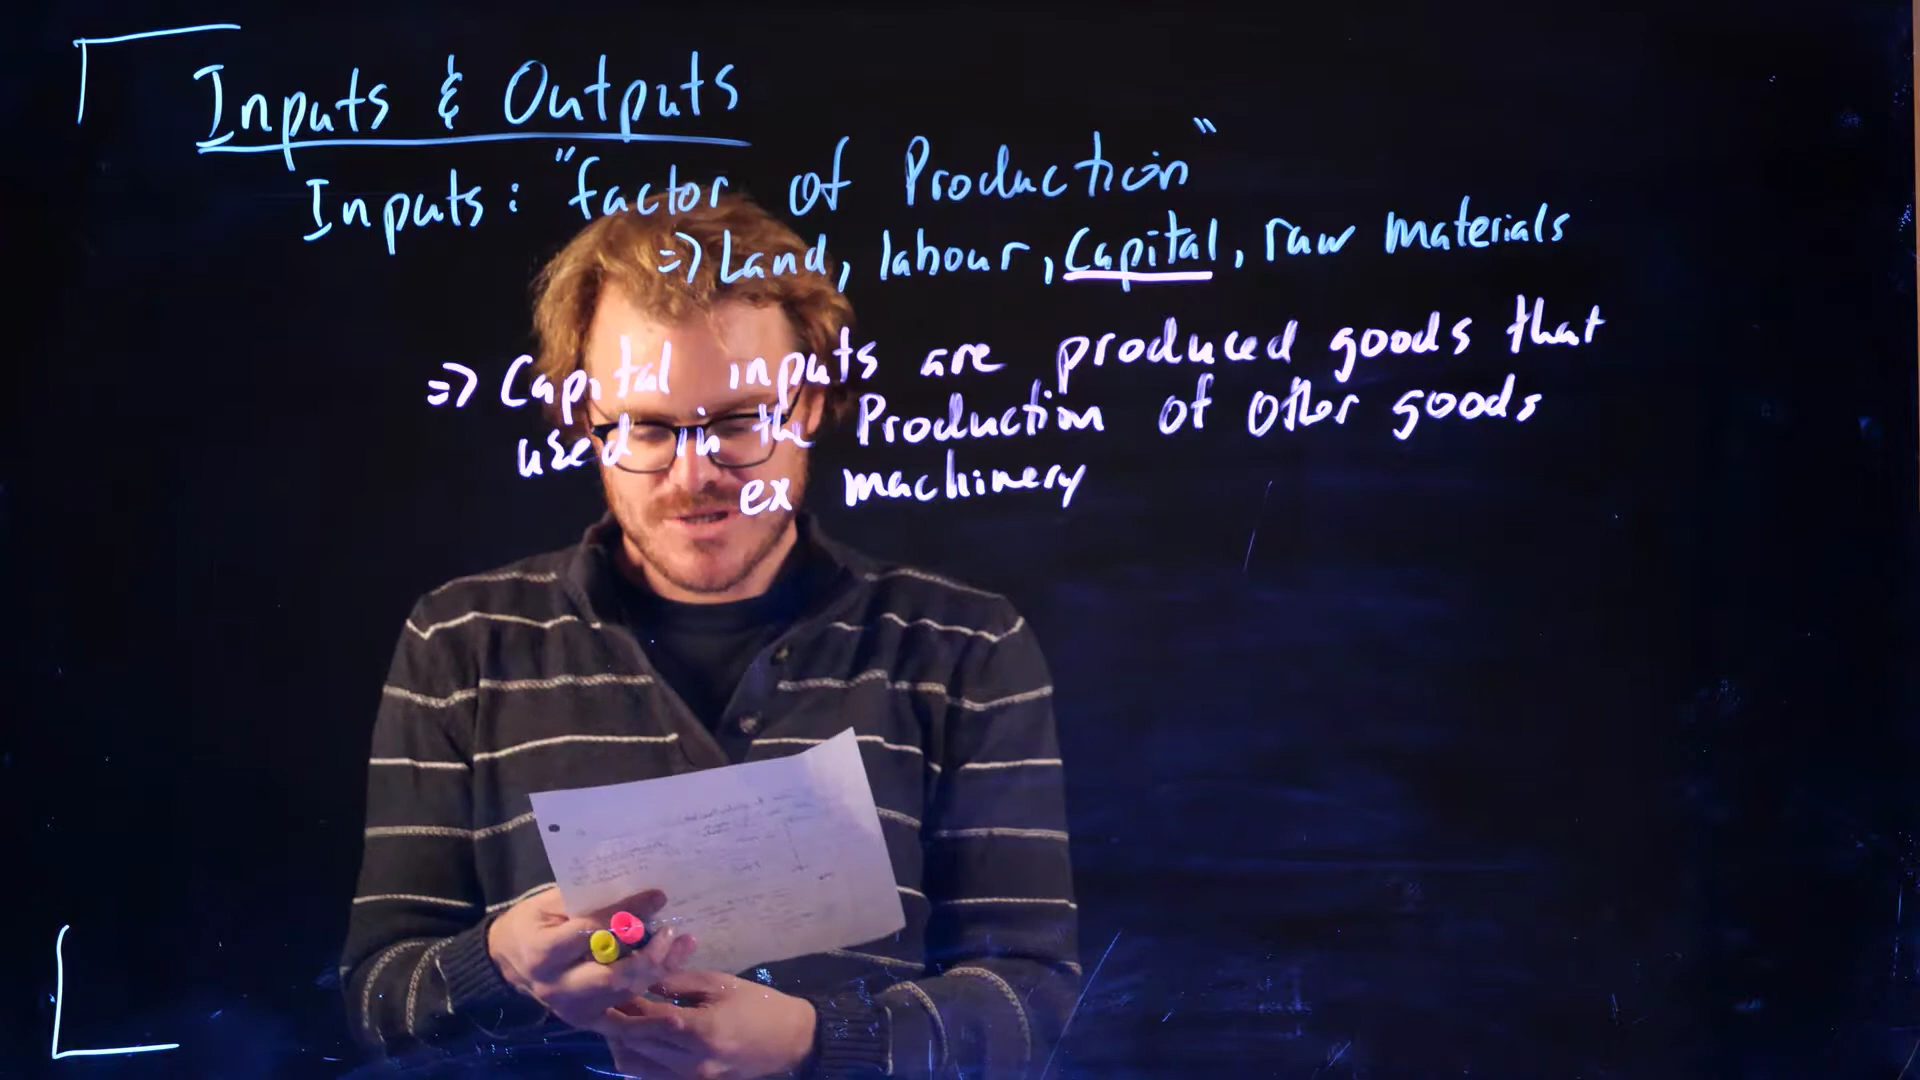 Inputs & Outputs
Inputs: "factor of Production"
=> Land, labour, Capital, raw materials
=> Capital inputs are produced goods that
used in the Production of other goods
ex machinery